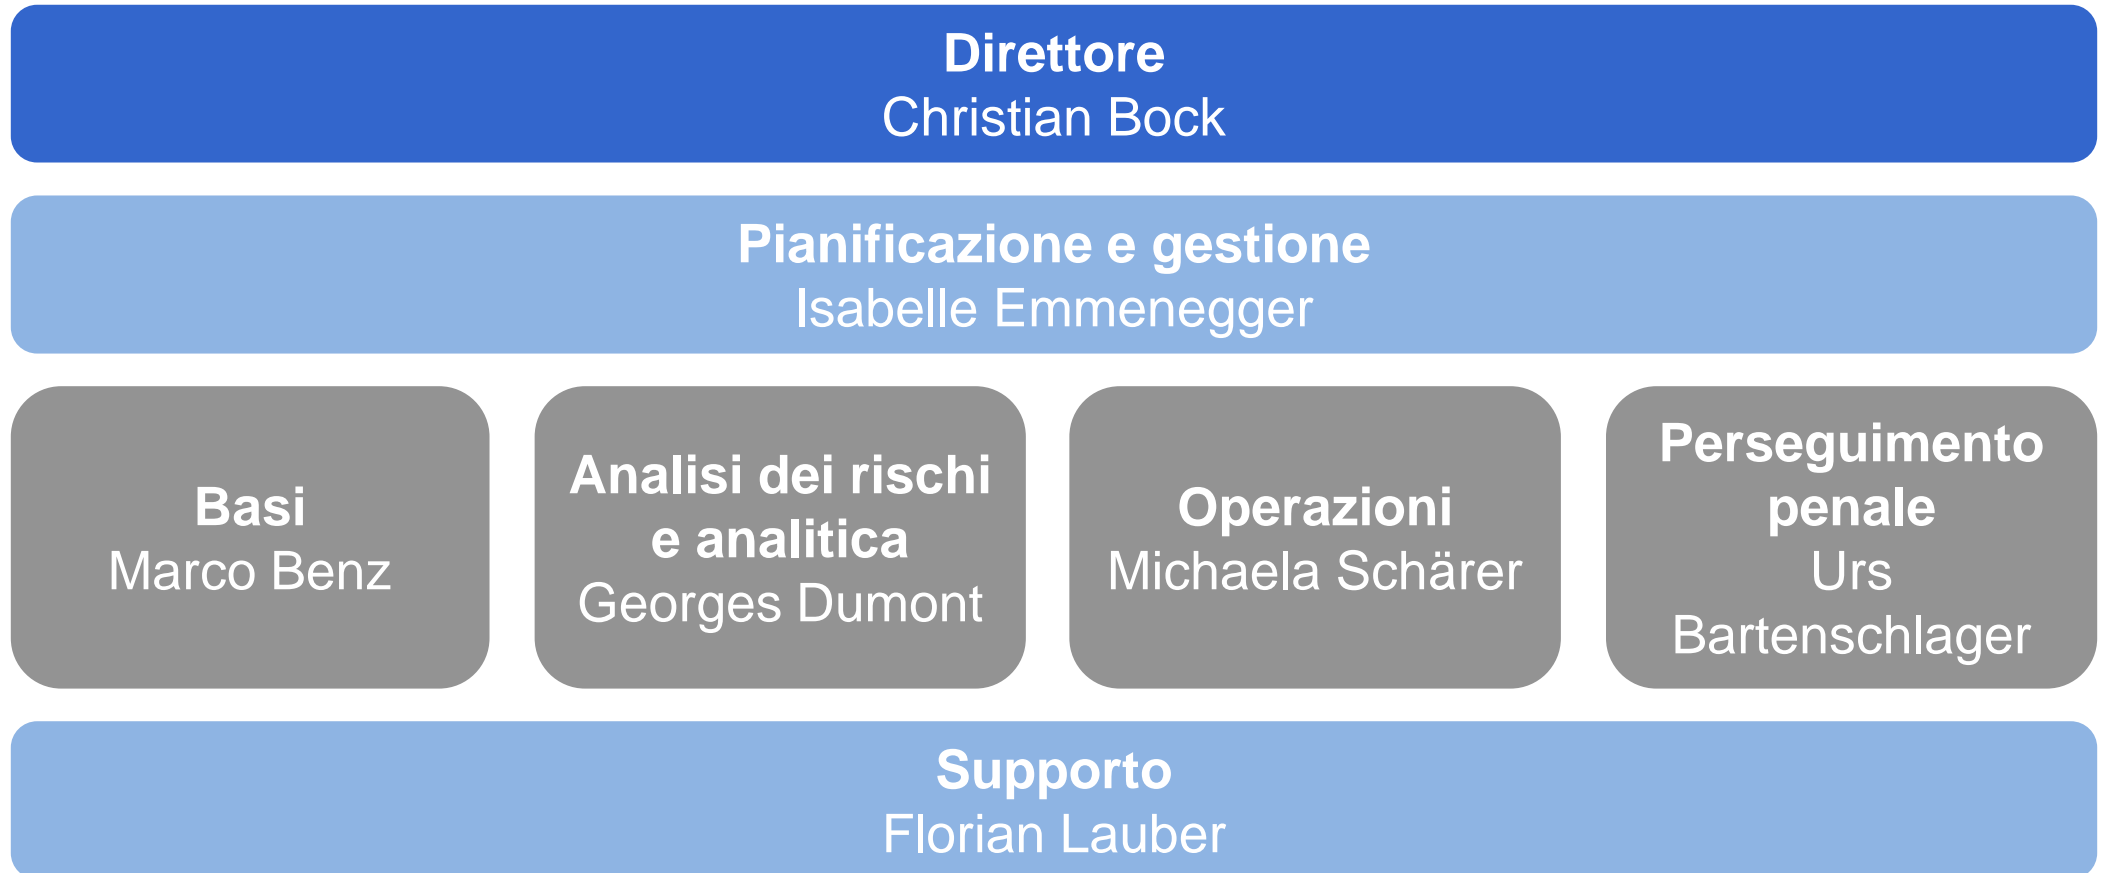 Direttore
Christian Bock
Pianificazione e gestione
Isabelle Emmenegger
Basi
Marco Benz
Analisi dei rischi
e analitica
Georges Dumont
Operazioni
Michaela Schärer
Perseguimento
penale
Urs
Bartenschlager
Supporto
Florian Lauber